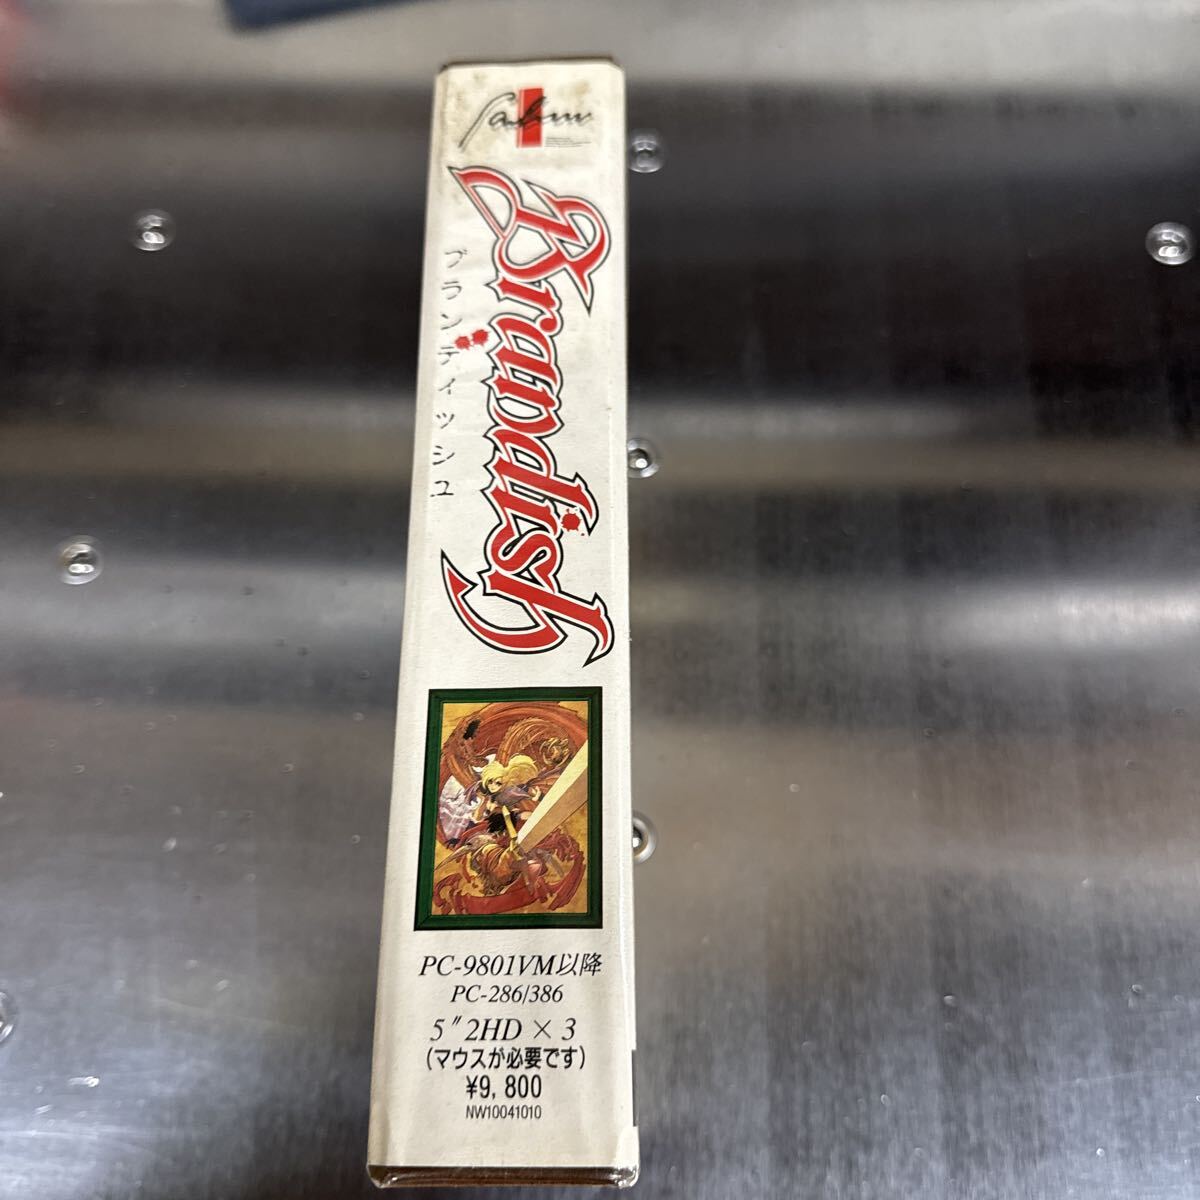 Falcom
Brandish
ブランディッシュ
PC-9801VM以降
PC-286/386
5″2HD × 3
(マウスが必要です)
¥9,800
NW10041010